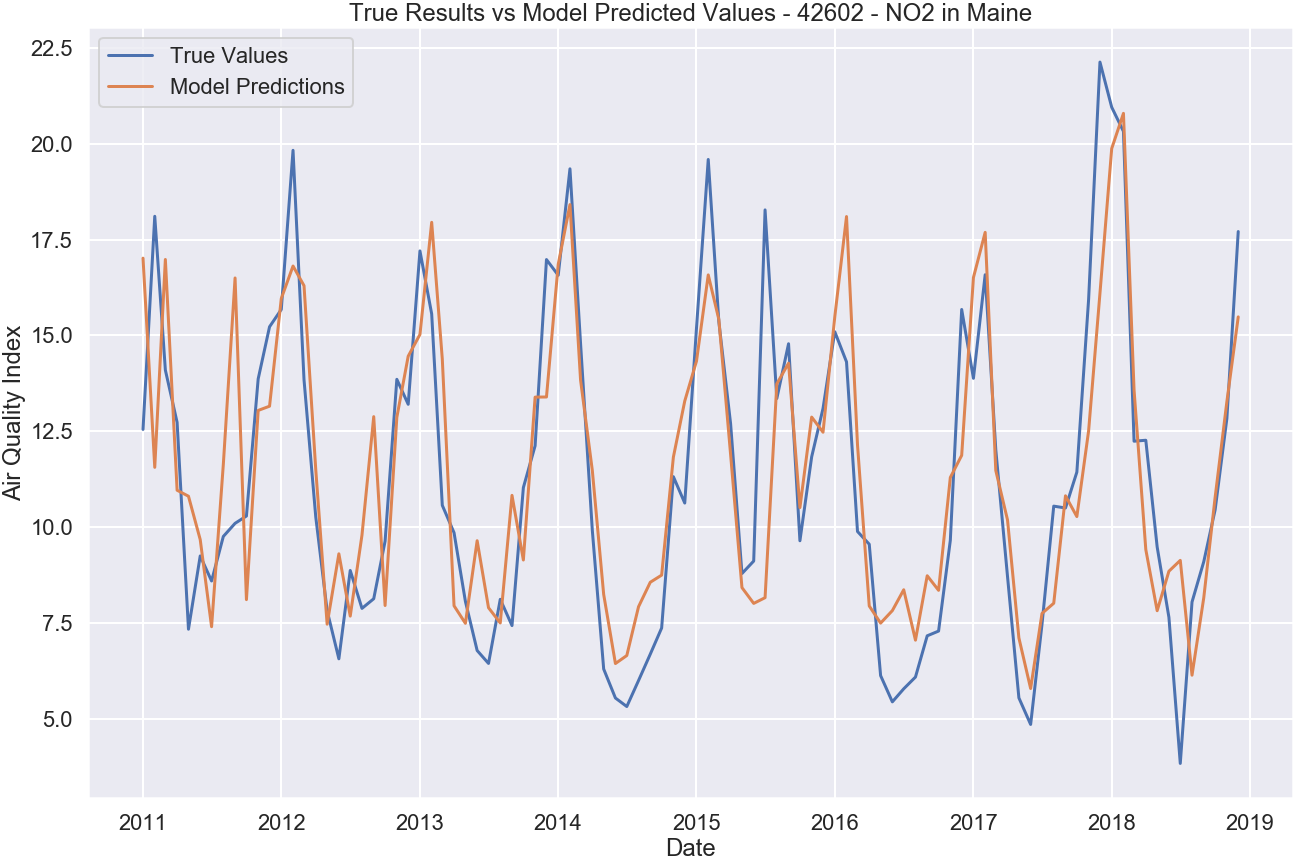 True Results vs Model Predicted Values - 42602 - NO2 in Maine
True Values
Model Predictions
Air Quality Index
22.5
20.0
17.5
15.0
12.5
10.0
7.5
5.0
2011 2012 2013 2014 2015 2016 2017 2018 2019
Date